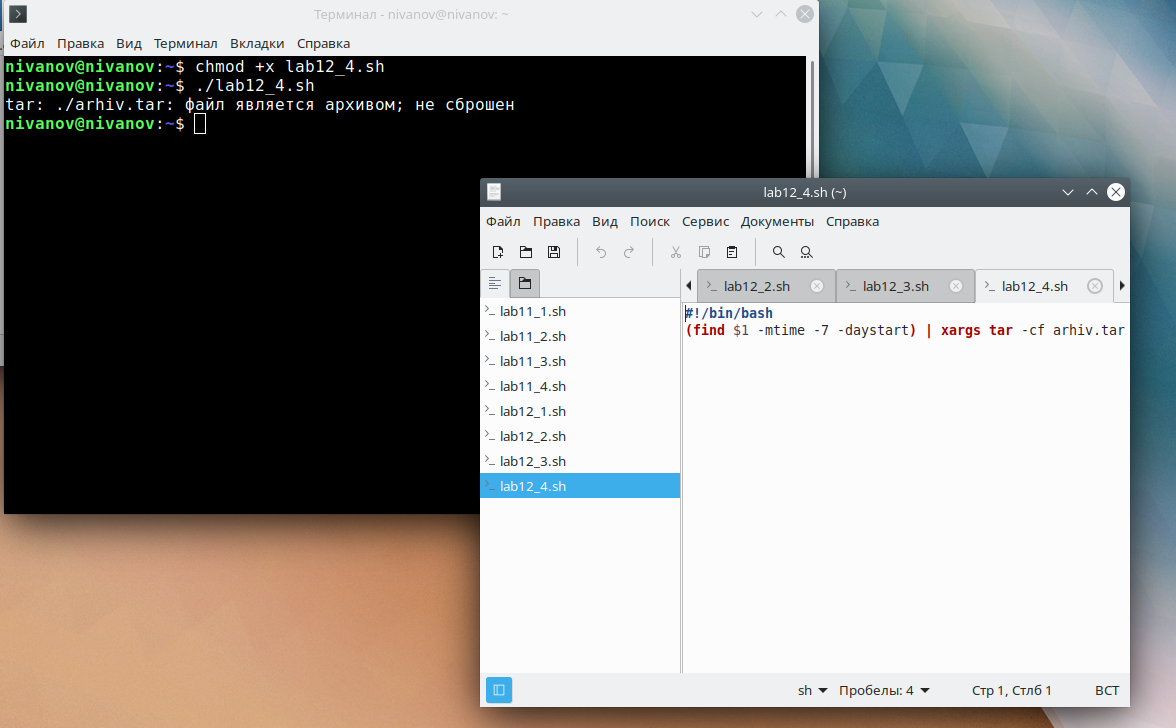 Терминал - nivanov@nivanov: ~
Файл Правка Вид Терминал Вкладки Справка
nivanov@nivanov:~$ chmod +x lab12_4.sh
nivanov@nivanov:~$ ./lab12_4.sh
tar: ./arhiv.tar: файл является архивом; не сброшен
nivanov@nivanov:~$
lab12_4.sh (~)
Файл Правка Вид Поиск Сервис Документы Справка
lab12_2.sh lab12_3.sh lab12_4.sh
lab11_1.sh
lab11_2.sh
lab11_3.sh
lab11_4.sh
lab12_1.sh
lab12_2.sh
lab12_3.sh
lab12_4.sh
#!/bin/bash
(find $1 -mtime -7 -daystart) | xargs tar -cf arhiv.tar
sh Пробелы: 4 Стр 1, Стлб 1 ВСТ